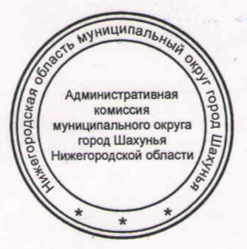 Нижегородская область муниципальный округ город Шахунья
Административная
комиссия
муниципального округа
город Шахунья
Нижегородской области
* * *